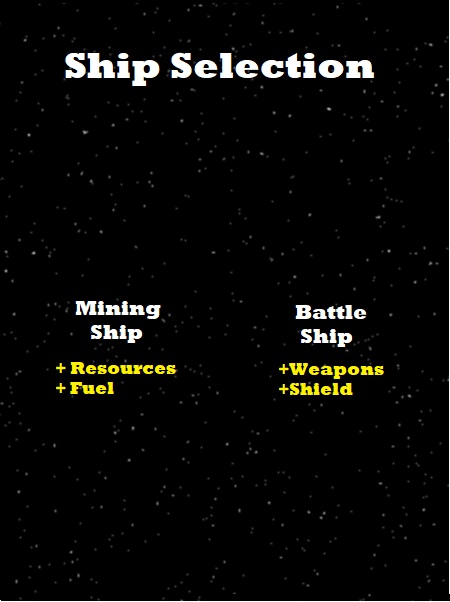 Ship Selection
Mining
Ship
+ Resources
+ Fuel
Battle
Ship
+Weapons
+Shield